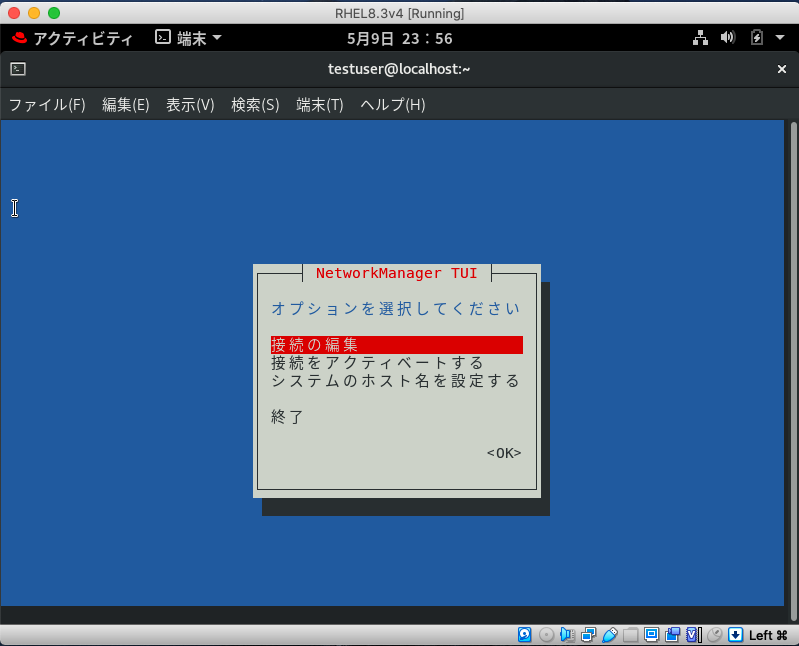 RHEL8.3v4 [Running]
アクティビティ 端末 5月9日 23：56
testuser@localhost:~ ×
ファイル(F) 編集(E) 表示(V) 検索(S) 端末(T) ヘルプ(H)
NetworkManager TUI
オプションを選択してください
接続の編集
接続をアクティベートする
システムのホスト名を設定する
終了
<OK>
Left ⌘